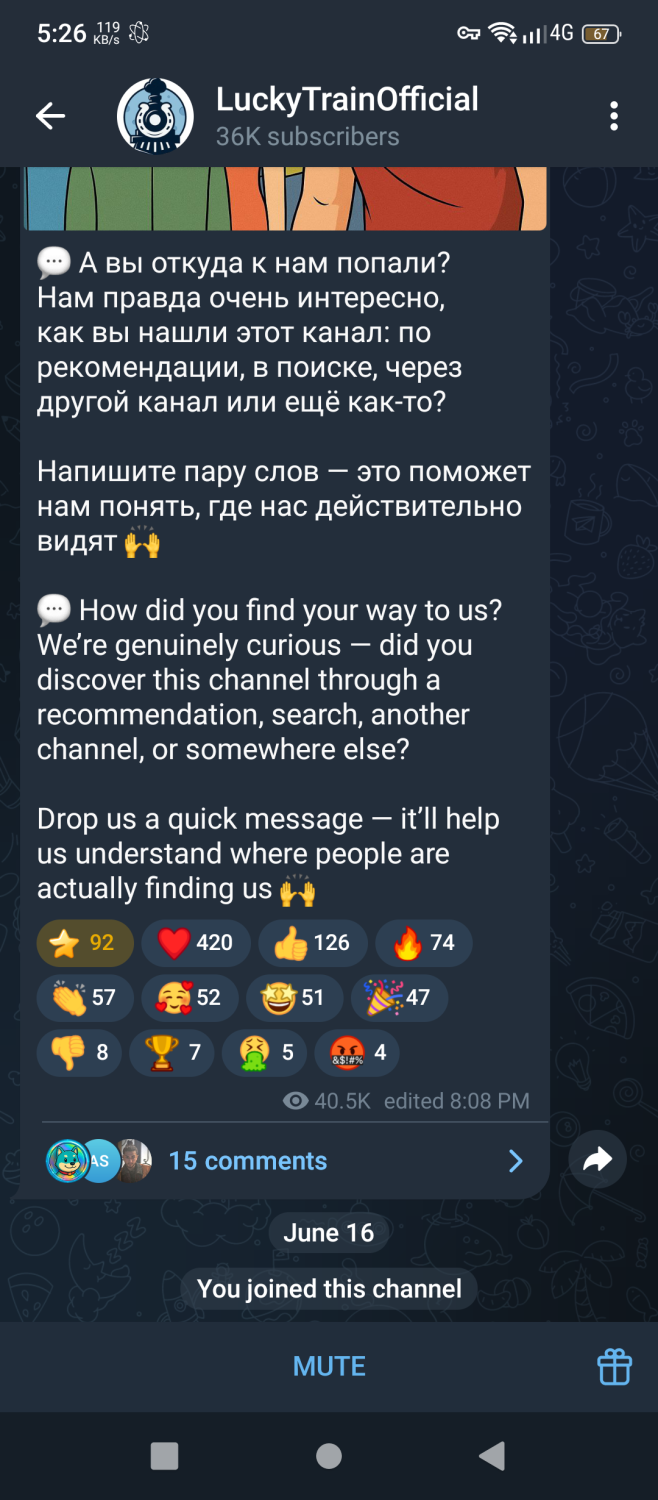 5:26 119 KB/s 4G 67
LuckyTrainOfficial
36K subscribers
💬 А вы откуда к нам попали?
Нам правда очень интересно,
как вы нашли этот канал: по
рекомендации, в поиске, через
другой канал или ещё как-то?
Напишите пару слов — это поможет
нам понять, где нас действительно
видят 🙌
💬 How did you find your way to us?
We’re genuinely curious — did you
discover this channel through a
recommendation, search, another
channel, or somewhere else?
Drop us a quick message — it’ll help
us understand where people are
actually finding us 🙌
⭐ 92 ❤️ 420 👍 126 🔥 74
👏 57 🥰 52 🤩 51 🎉 47
👎 8 🏆 7 🤮 5 🤬 4
40.5K edited 8:08 PM
AS 15 comments
June 16
You joined this channel
MUTE